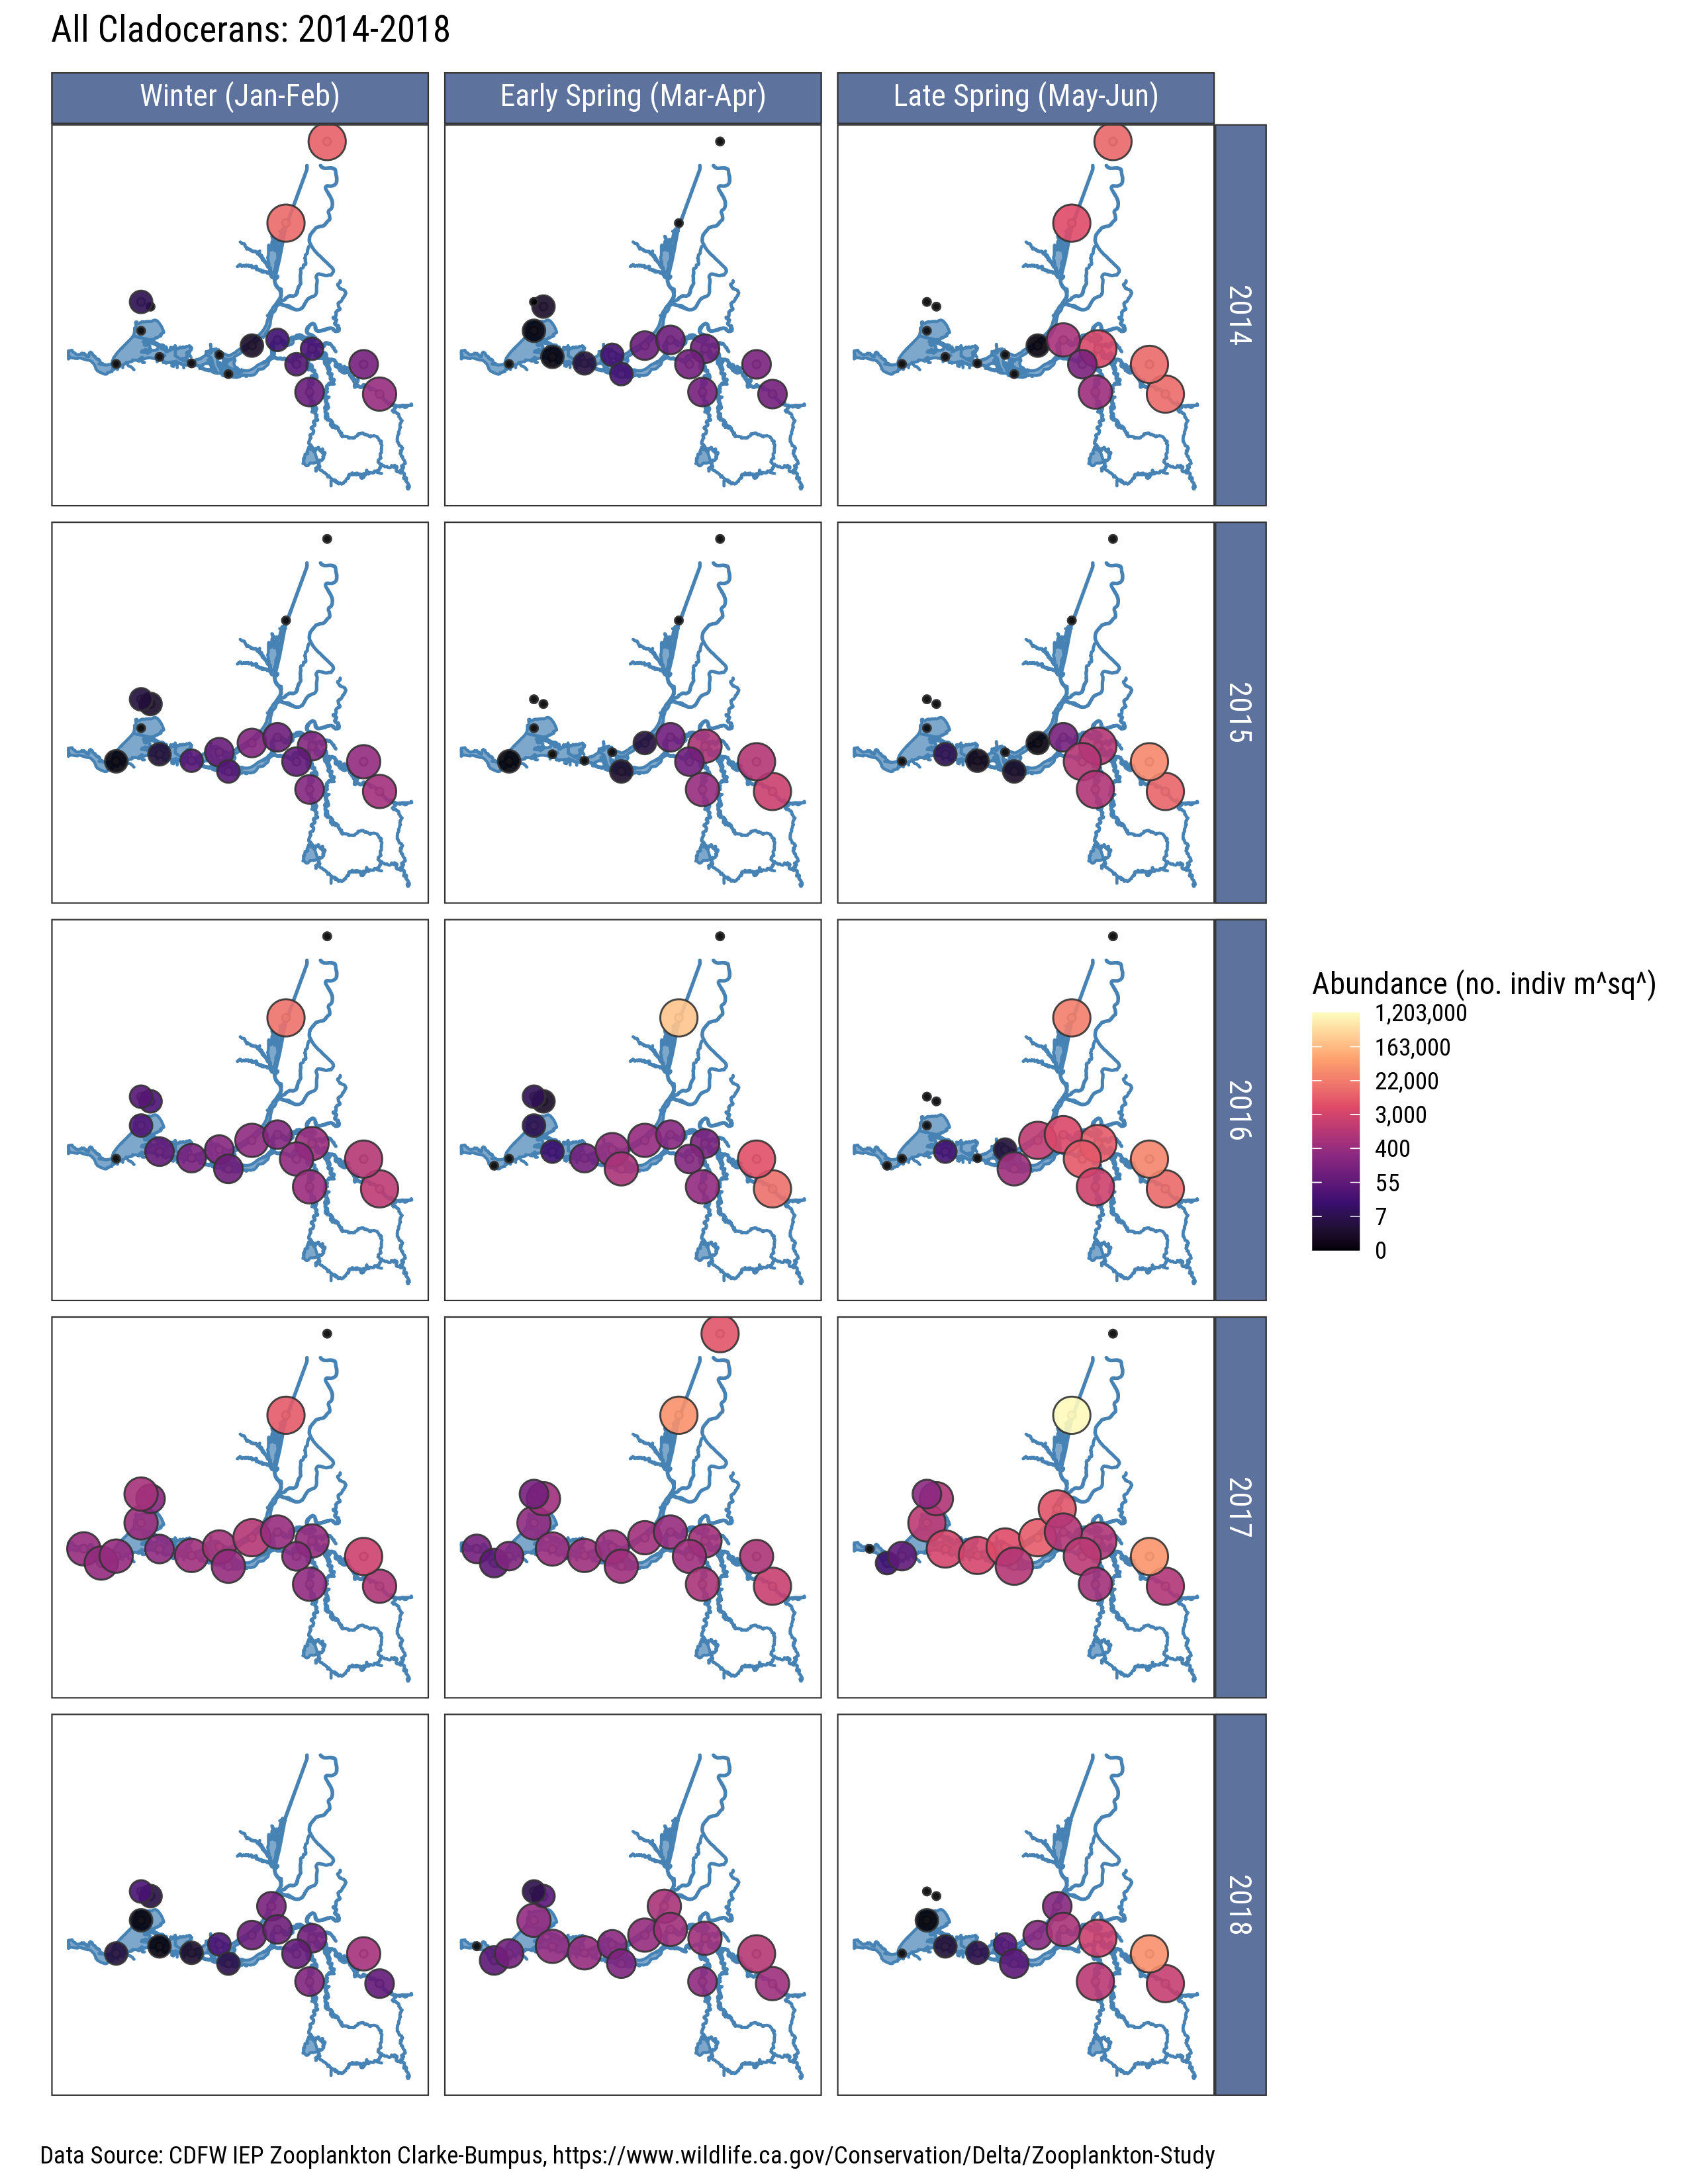 All Cladocerans: 2014-2018
Winter (Jan-Feb)
Early Spring (Mar-Apr)
Late Spring (May-Jun)
2014
2015
2016
2017
2018
Abundance (no. indiv m^sq^)
1,203,000
163,000
22,000
3,000
400
55
7
0
Data Source: CDFW IEP Zooplankton Clarke-Bumpus, https://www.wildlife.ca.gov/Conservation/Delta/Zooplankton-Study